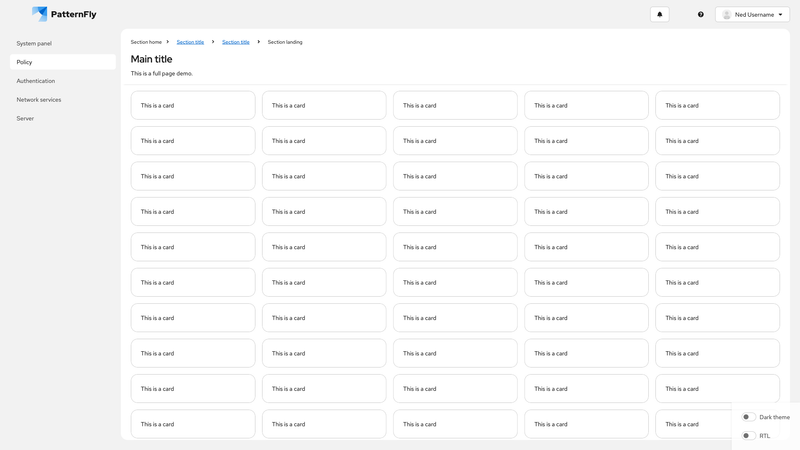 PatternFly
Ned Username
System panel
Policy
Authentication
Network services
Server
Section home Section title Section title Section landing
Main title
This is a full page demo.
This is a card This is a card This is a card This is a card This is a card
This is a card This is a card This is a card This is a card This is a card
This is a card This is a card This is a card This is a card This is a card
This is a card This is a card This is a card This is a card This is a card
This is a card This is a card This is a card This is a card This is a card
This is a card This is a card This is a card This is a card This is a card
This is a card This is a card This is a card This is a card This is a card
This is a card This is a card This is a card This is a card This is a card
This is a card This is a card This is a card This is a card This is a card
This is a card This is a card This is a card This is a card This is a card
Dark theme
RTL